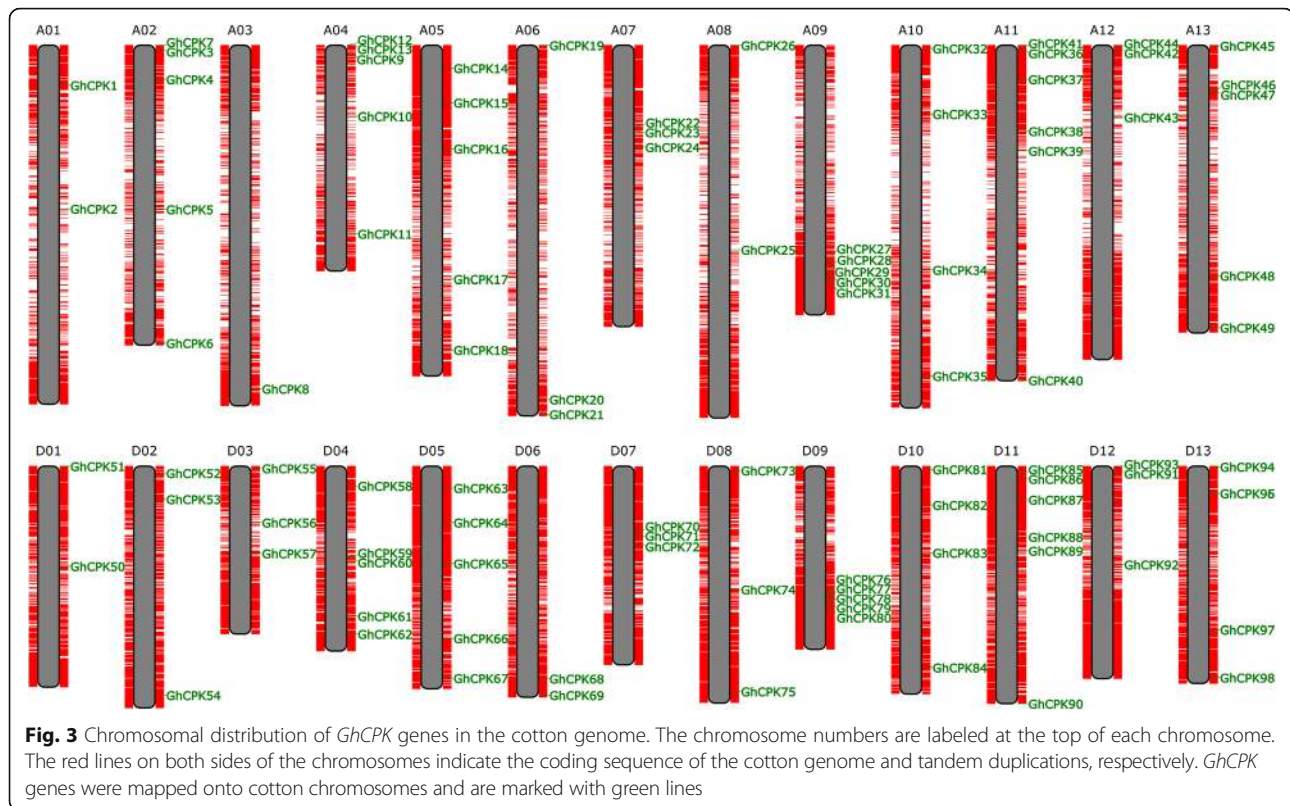 A01 A02 A03 A04 A05 A06 A07 A08 A09 A10 A11 A12 A13
GhCPK1
GhCPK2
GhCPK7
GhCPK3
GhCPK4
GhCPK5
GhCPK6
GhCPK8
GhCPK12
GhCPK13
GhCPK9
GhCPK10
GhCPK11
GhCPK14
GhCPK15
GhCPK16
GhCPK17
GhCPK18
GhCPK19
GhCPK20
GhCPK21
GhCPK22
GhCPK23
GhCPK24
GhCPK26
GhCPK25
GhCPK27
GhCPK28
GhCPK29
GhCPK30
GhCPK31
GhCPK32
GhCPK33
GhCPK34
GhCPK35
GhCPK41
GhCPK36
GhCPK37
GhCPK38
GhCPK39
GhCPK40
GhCPK44
GhCPK42
GhCPK43
GhCPK45
GhCPK46
GhCPK47
GhCPK48
GhCPK49
D01 D02 D03 D04 D05 D06 D07 D08 D09 D10 D11 D12 D13
GhCPK51
GhCPK50
GhCPK52
GhCPK53
GhCPK54
GhCPK55
GhCPK56
GhCPK57
GhCPK58
GhCPK59
GhCPK60
GhCPK61
GhCPK62
GhCPK63
GhCPK64
GhCPK65
GhCPK66
GhCPK67
GhCPK68
GhCPK69
GhCPK70
GhCPK71
GhCPK72
GhCPK73
GhCPK74
GhCPK75
GhCPK76
GhCPK77
GhCPK78
GhCPK79
GhCPK80
GhCPK81
GhCPK82
GhCPK83
GhCPK84
GhCPK85
GhCPK86
GhCPK87
GhCPK88
GhCPK89
GhCPK90
GhCPK93
GhCPK91
GhCPK92
GhCPK94
GhCPK97
GhCPK98
Fig. 3 Chromosomal distribution of GhCPK genes in the cotton genome. The chromosome numbers are labeled at the top of each chromosome.
The red lines on both sides of the chromosomes indicate the coding sequence of the cotton genome and tandem duplications, respectively. GhCPK
genes were mapped onto cotton chromosomes and are marked with green lines